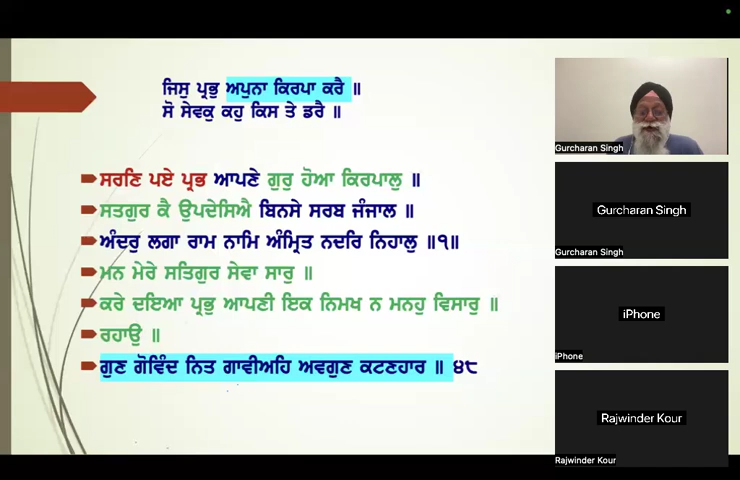 ਜਿਸੁ ਪ੍ਰਭੁ ਅਪੁਨਾ ਕਿਰਪਾ ਕਰੈ ॥
ਸੋ ਸੇਵਕੁ ਕਹੁ ਕਿਸ ਤੇ ਡਰੈ ॥
ਸਰਣਿ ਪਏ ਪ੍ਰਭ ਆਪਣੇ ਗੁਰੁ ਹੋਆ ਕਿਰਪਾਲੁ ॥
ਸਤਗੁਰ ਕੈ ਉਪਦੇਸਿਐ ਬਿਨਸੇ ਸਰਬ ਜੰਜਾਲ ॥
ਅੰਦਰੁ ਲਗਾ ਰਾਮ ਨਾਮਿ ਅੰਮ੍ਰਿਤ ਨਦਰਿ ਨਿਹਾਲੁ ॥੧॥
ਮਨ ਮੇਰੇ ਸਤਿਗੁਰ ਸੇਵਾ ਸਾਰੁ ॥
ਕਰੇ ਦਇਆ ਪ੍ਰਭੁ ਆਪਣੀ ਇਕ ਨਿਮਖ ਨ ਮਨਹੁ ਵਿਸਾਰੁ ॥
ਰਹਾਉ ॥
ਗੁਣ ਗੋਵਿੰਦ ਨਿਤ ਗਾਵੀਅਹਿ ਅਵਗੁਣ ਕਟਣਹਾਰ ॥ ੪੮
Gurcharan Singh
Gurcharan Singh
Gurcharan Singh
iPhone
iPhone
Rajwinder Kour
Rajwinder Kour